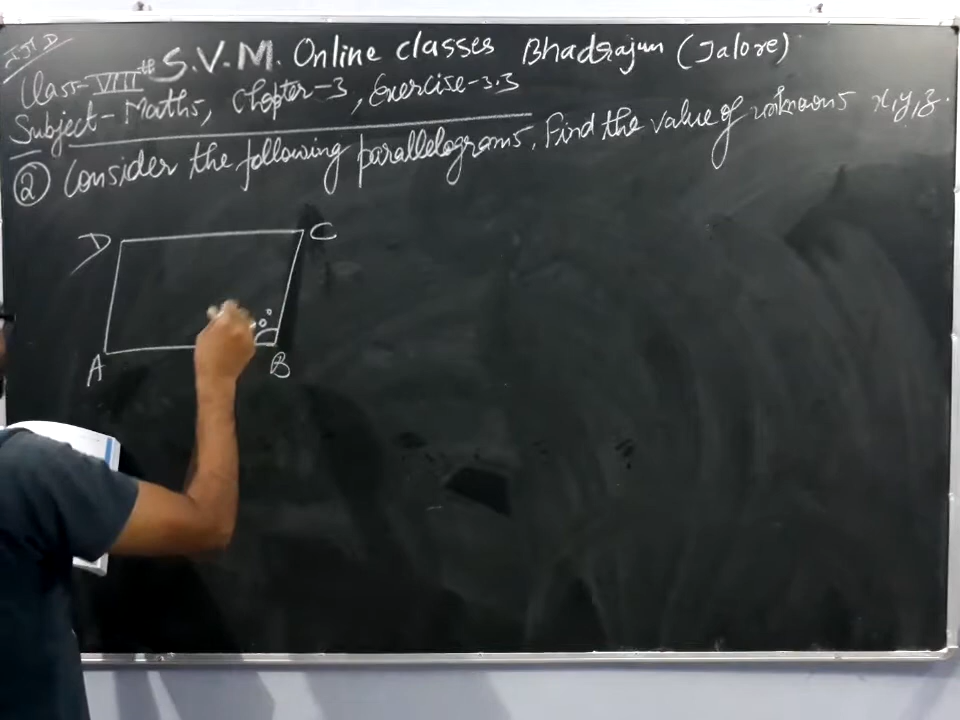 S.V.M. Online classes Bhadrajun (Jalore)
Class-VIII
Subject-Maths, Chapter-3, Exercise-3.3
② Consider the following parallelograms. Find the value of unknowns x,y,z.
D C
A B